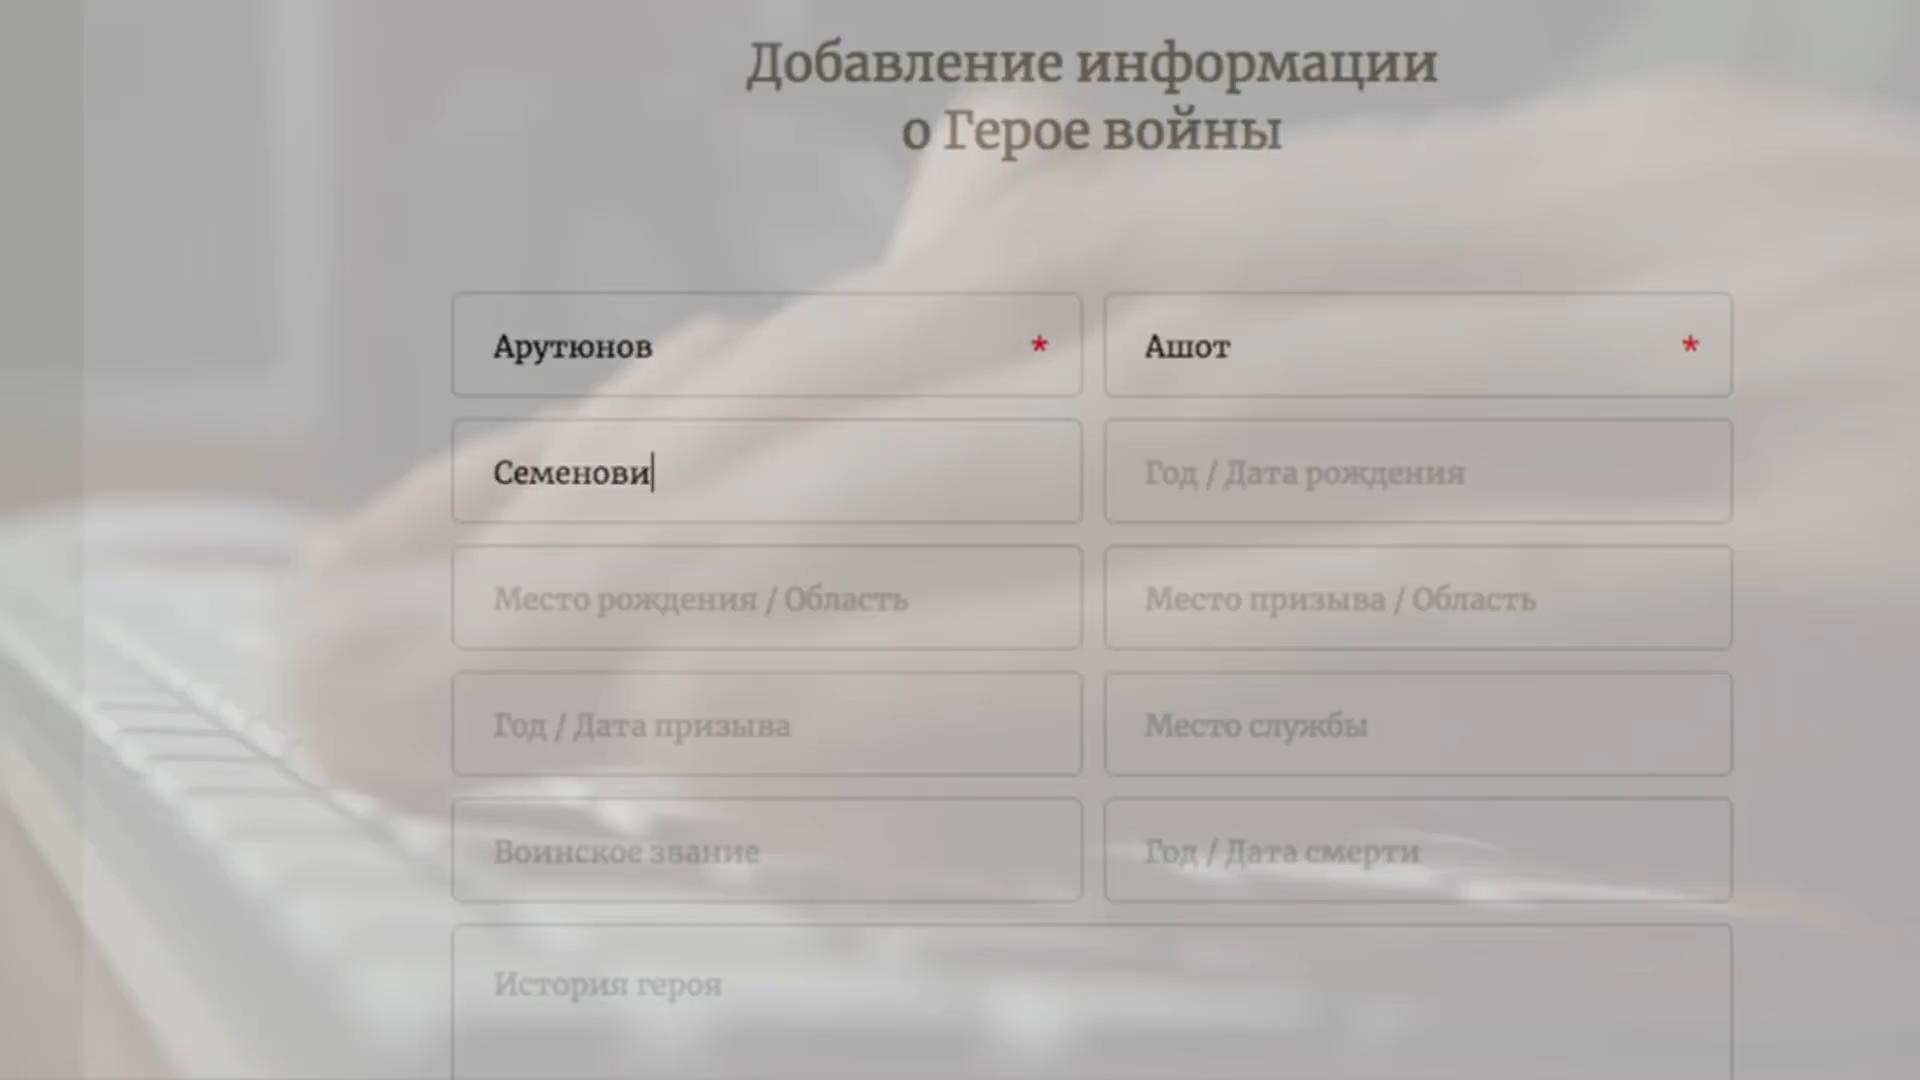 Добавление информации
о Герое войны
Арутюнов *
Ашот *
Семенови
Год / Дата рождения
Место рождения / Область
Место призыва / Область
Год / Дата призыва
Место службы
Воинское звание
Год / Дата смерти
История героя